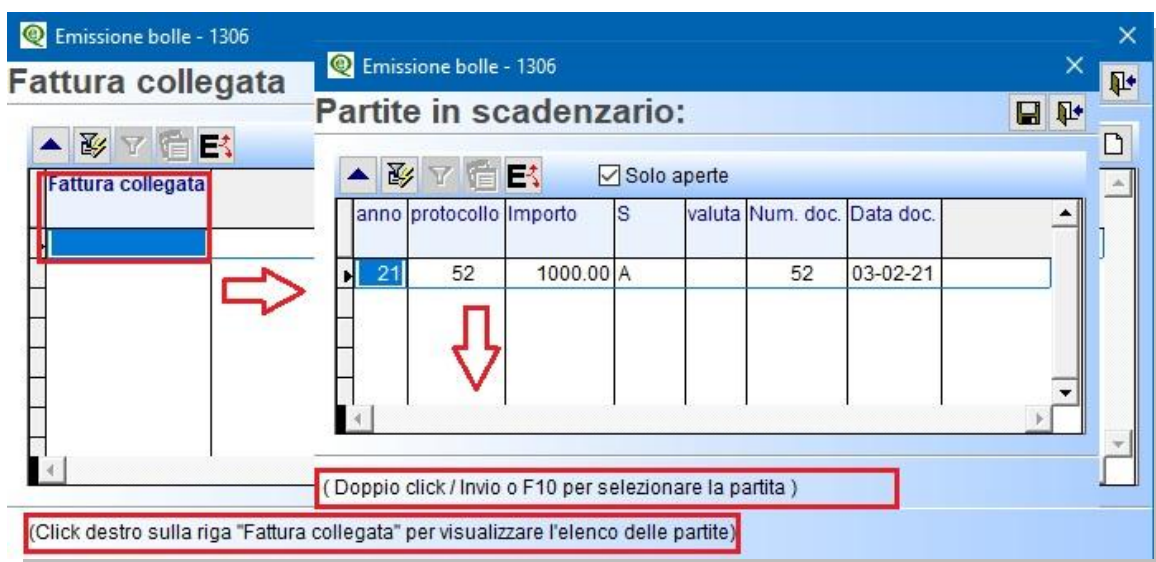 Emissione bolle - 1306
Fattura collegata
Fattura collegata
Emissione bolle - 1306
Partite in scadenzario:
Solo aperte
anno protocollo Importo S valuta Num. doc. Data doc.
21 52 1000.00 A 52 03-02-21
( Doppio click / Invio o F10 per selezionare la partita )
(Click destro sulla riga "Fattura collegata" per visualizzare l'elenco delle partite)